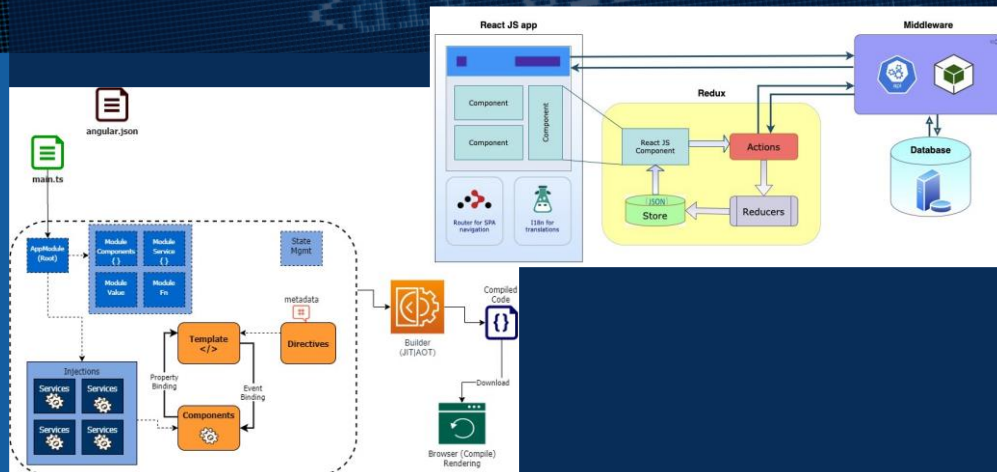 React JS app
Middleware
Component
Component
Component
Redux
React JS
Component
Actions
JSON
Store
Reducers
Database
Router for SPA
navigation
I18n for
translations
angular.json
main.ts
AppModule
(Root)
Module
Components
{ }
Module
Service
{ }
Module
Value
Module
Fn
State
Mgmt
metadata
#
Template
</>
Directives
Property
Binding
Event
Binding
Injections
Services
Services
Services
Services
Components
Builder
(JIT|AOT)
Compiled
Code
{}
Download
Browser (Compile)
Rendering